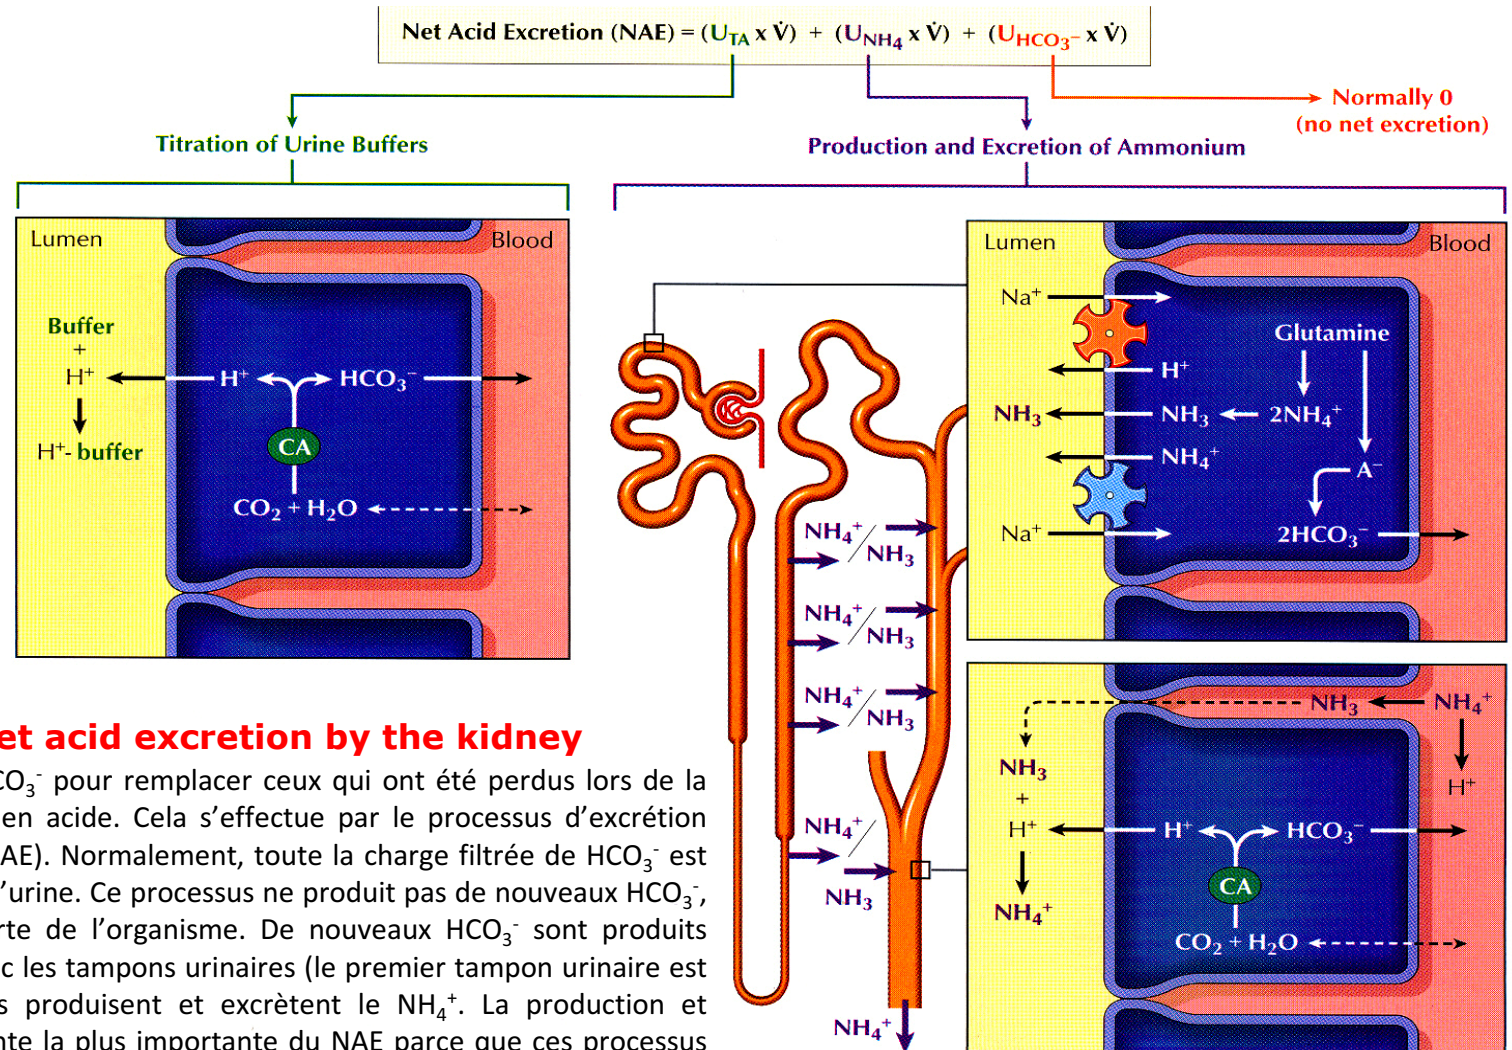 Net Acid Excretion (NAE) = (U_TA x V̇) + (U_NH4 x V̇) + (U_HCO₃⁻ x V̇)
Normally 0
(no net excretion)
Titration of Urine Buffers
Production and Excretion of Ammonium
Lumen
Blood
Buffer
+
H⁺
H⁺-buffer
H⁺
HCO₃⁻
CA
CO₂ + H₂O
Lumen
Blood
Na⁺
Glutamine
H⁺
NH₃
NH₃
2NH₄⁺
NH₄⁺
A⁻
Na⁺
2HCO₃⁻
NH₄⁺/NH₃
NH₄⁺/NH₃
NH₄⁺/NH₃
NH₄⁺/
NH₃
NH₄⁺
NH₃
NH₄⁺
H⁺
NH₃
+
H⁺
NH₄⁺
H⁺
HCO₃⁻
CA
CO₂ + H₂O
et acid excretion by the kidney
CO₃⁻ pour remplacer ceux qui ont été perdus lors de la
en acide. Cela s’effectue par le processus d’excrétion
AE). Normalement, toute la charge filtrée de HCO₃⁻ est
l’urine. Ce processus ne produit pas de nouveaux HCO₃⁻,
rte de l’organisme. De nouveaux HCO₃⁻ sont produits
c les tampons urinaires (le premier tampon urinaire est
s produisent et excrètent le NH₄⁺. La production et
nte la plus importante du NAE parce que ces processus